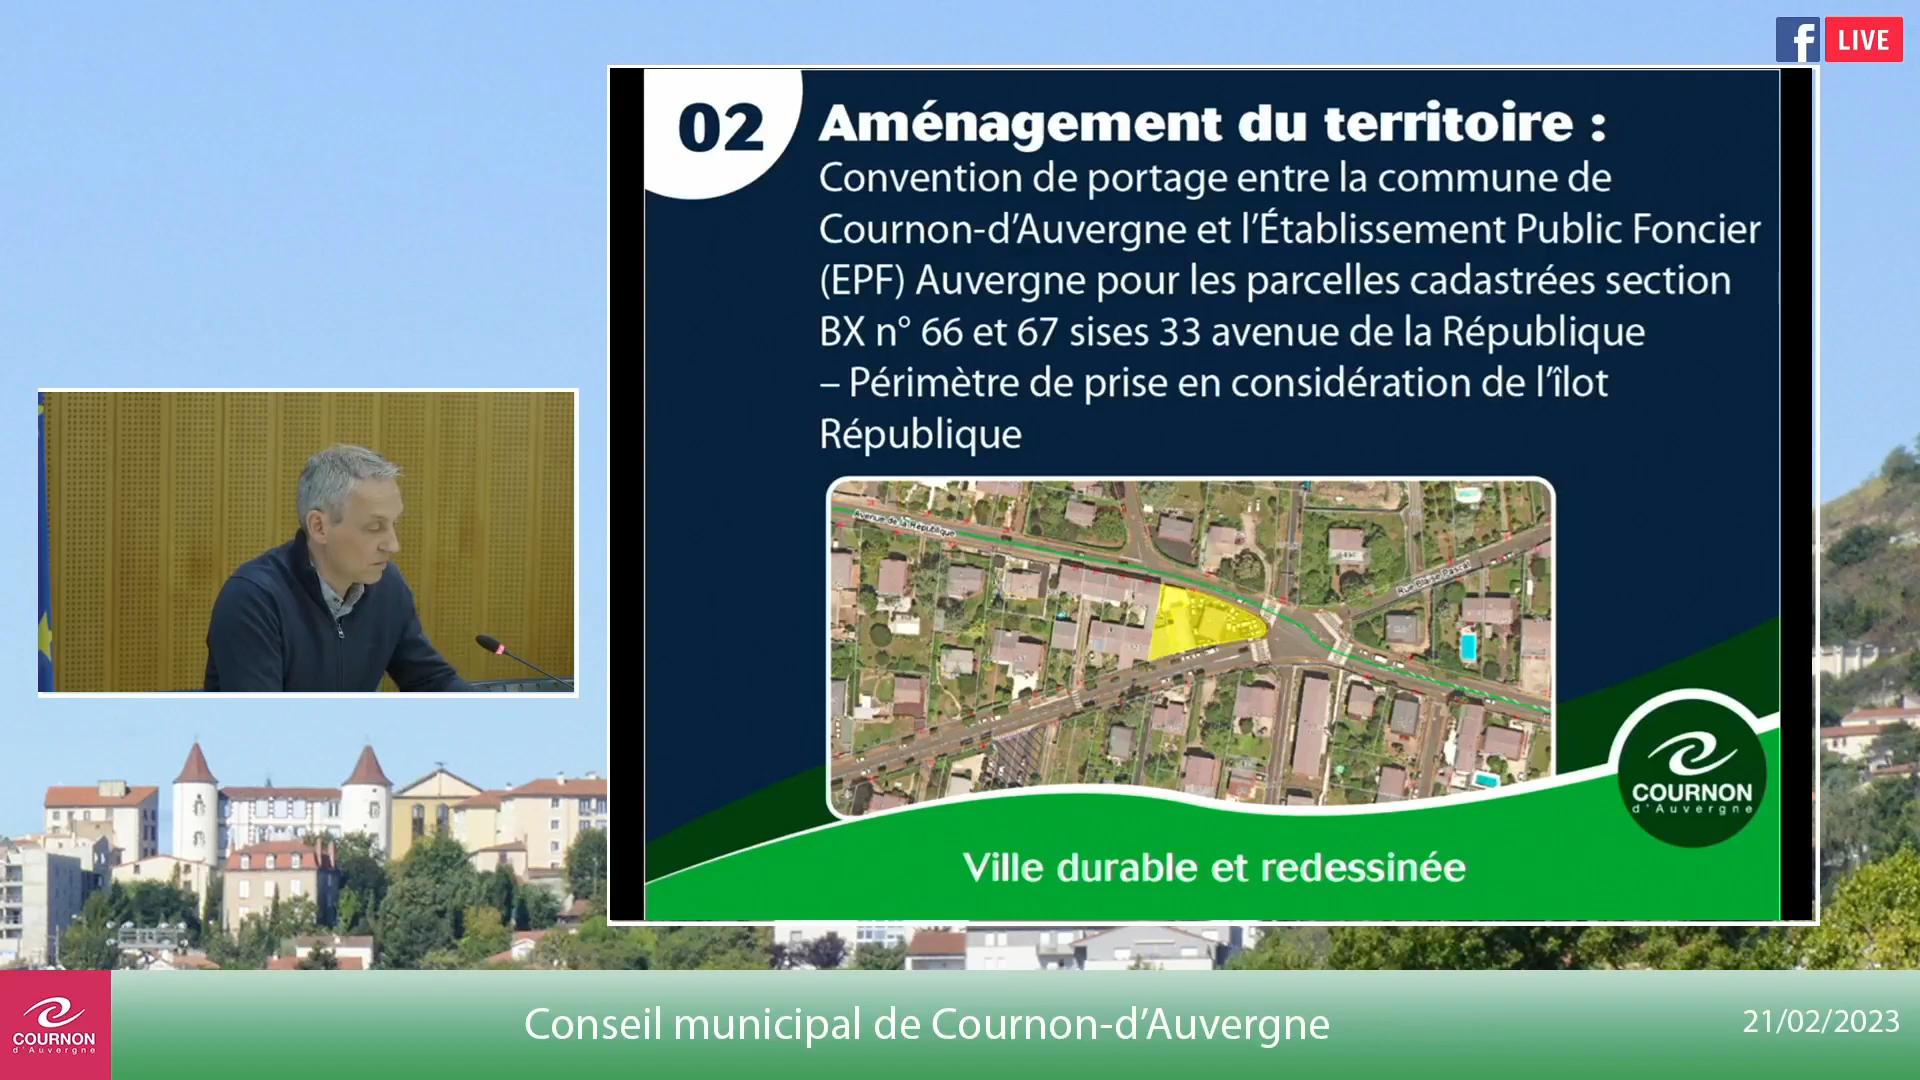 f LIVE
02
Aménagement du territoire :
Convention de portage entre la commune de
Cournon-d’Auvergne et l’Établissement Public Foncier
(EPF) Auvergne pour les parcelles cadastrées section
BX n° 66 et 67 sises 33 avenue de la République
– Périmètre de prise en considération de l’îlot
République
Avenue de la République
Rue Blaise Pascal
COURNON
d'Auvergne
Ville durable et redessinée
COURNON
d'Auvergne
Conseil municipal de Cournon-d’Auvergne
21/02/2023